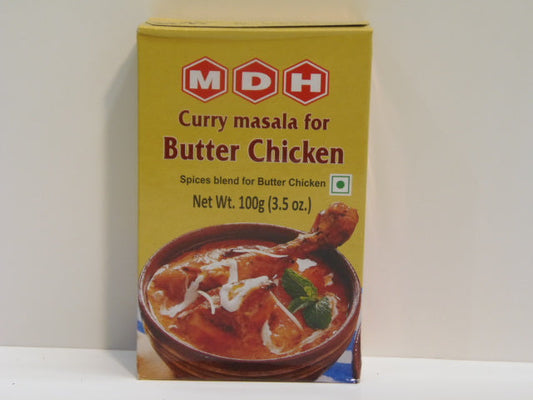 MDH
Curry masala for
Butter Chicken
Spices blend for Butter Chicken
Net Wt. 100g (3.5 oz.)